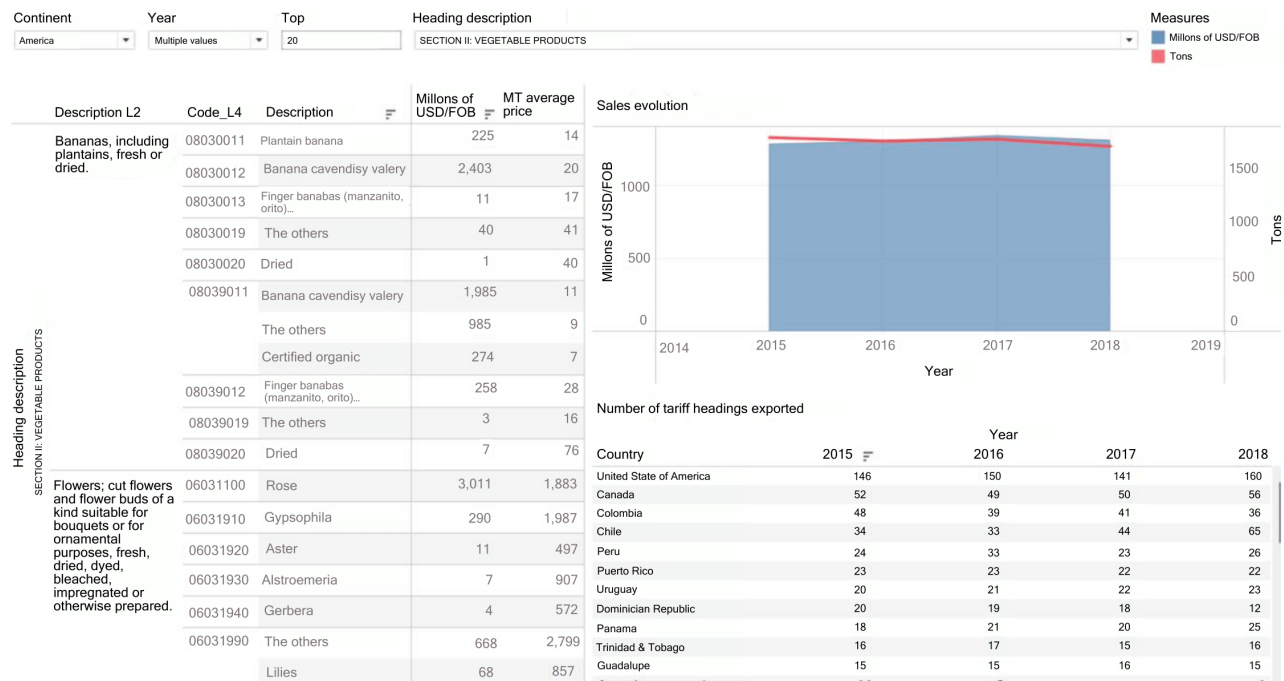 Continent
Year
Top
Heading description
Measures
America
Multiple values
20
SECTION II: VEGETABLE PRODUCTS
Millons of USD/FOB
Tons
Description L2
Code_L4
Description
Millons of
USD/FOB
MT average
price
Bananas, including
plantains, fresh or
dried.
08030011 Plantain banana 225 14
08030012 Banana cavendisy valery 2,403 20
08030013 Finger banabas (manzanito,
orito)... 11 17
08030019 The others 40 41
08030020 Dried 1 40
08039011 Banana cavendisy valery 1,985 11
The others 985 9
Certified organic 274 7
08039012 Finger banabas
(manzanito, orito)... 258 28
08039019 The others 3 16
08039020 Dried 7 76
Heading description
SECTION II: VEGETABLE PRODUCTS
Flowers; cut flowers
and flower buds of a
kind suitable for
bouquets or for
ornamental
purposes, fresh,
dried, dyed,
bleached,
impregnated or
otherwise prepared.
06031100 Rose 3,011 1,883
06031910 Gypsophila 290 1,987
06031920 Aster 11 497
06031930 Alstroemeria 7 907
06031940 Gerbera 4 572
06031990 The others 668 2,799
Lilies 68 857
Sales evolution
Millons of USD/FOB
1000
500
0
1500
1000
500
0
Tons
2014 2015 2016 2017 2018 2019
Year
Number of tariff headings exported
Year
Country 2015 2016 2017 2018
United State of America 146 150 141 160
Canada 52 49 50 56
Colombia 48 39 41 36
Chile 34 33 44 65
Peru 24 33 23 26
Puerto Rico 23 23 22 22
Uruguay 20 21 22 23
Dominician Republic 20 19 18 12
Panama 18 21 20 25
Trinidad & Tobago 16 17 15 16
Guadalupe 15 15 16 15